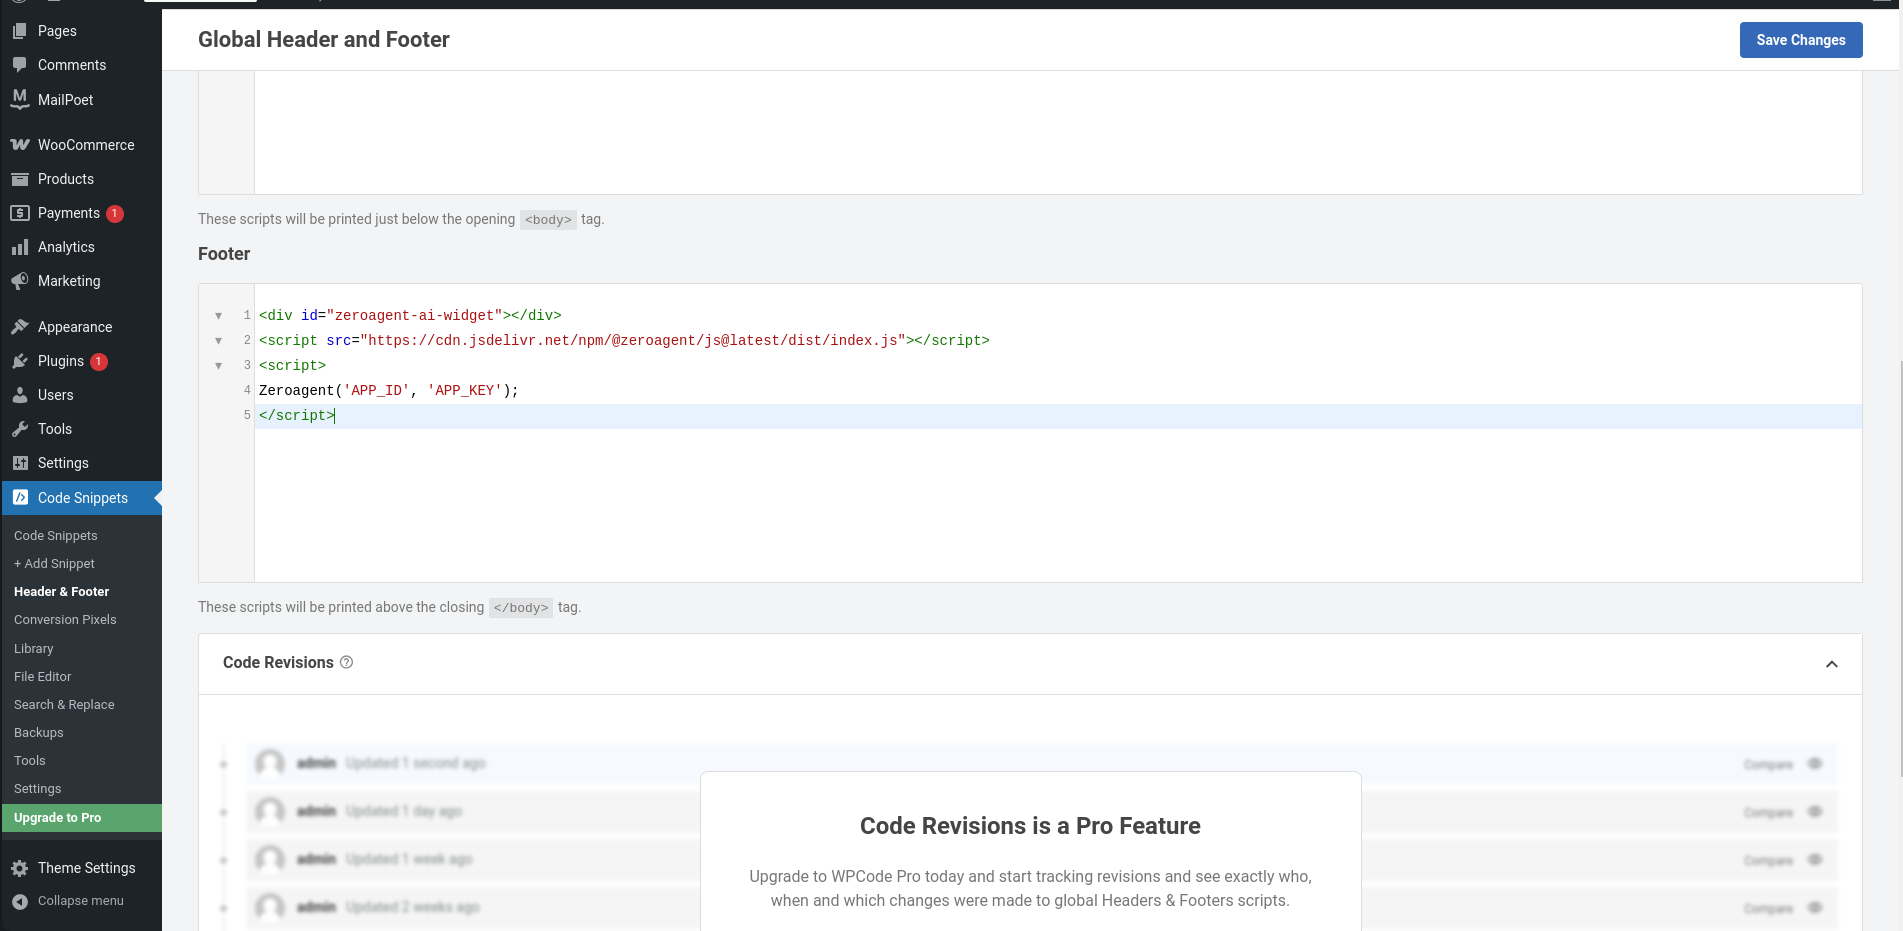 Pages
Comments
MailPoet
WooCommerce
Products
Payments 1
Analytics
Marketing
Appearance
Plugins 1
Users
Tools
Settings
Code Snippets
Code Snippets
+ Add Snippet
Header & Footer
Conversion Pixels
Library
File Editor
Search & Replace
Backups
Tools
Settings
Upgrade to Pro
Theme Settings
Collapse menu
Global Header and Footer
Save Changes
These scripts will be printed just below the opening <body> tag.
Footer
1 <div id="zeroagent-ai-widget"></div>
2 <script src="https://cdn.jsdelivr.net/npm/@zeroagent/js@latest/dist/index.js"></script>
3 <script>
4 Zeroagent('APP_ID', 'APP_KEY');
5 </script>
These scripts will be printed above the closing </body> tag.
Code Revisions
admin Updated 1 second ago Compare
admin Updated 1 day ago Compare
admin Updated 1 week ago Compare
admin Updated 2 weeks ago Compare
Code Revisions is a Pro Feature
Upgrade to WPCode Pro today and start tracking revisions and see exactly who,
when and which changes were made to global Headers & Footers scripts.